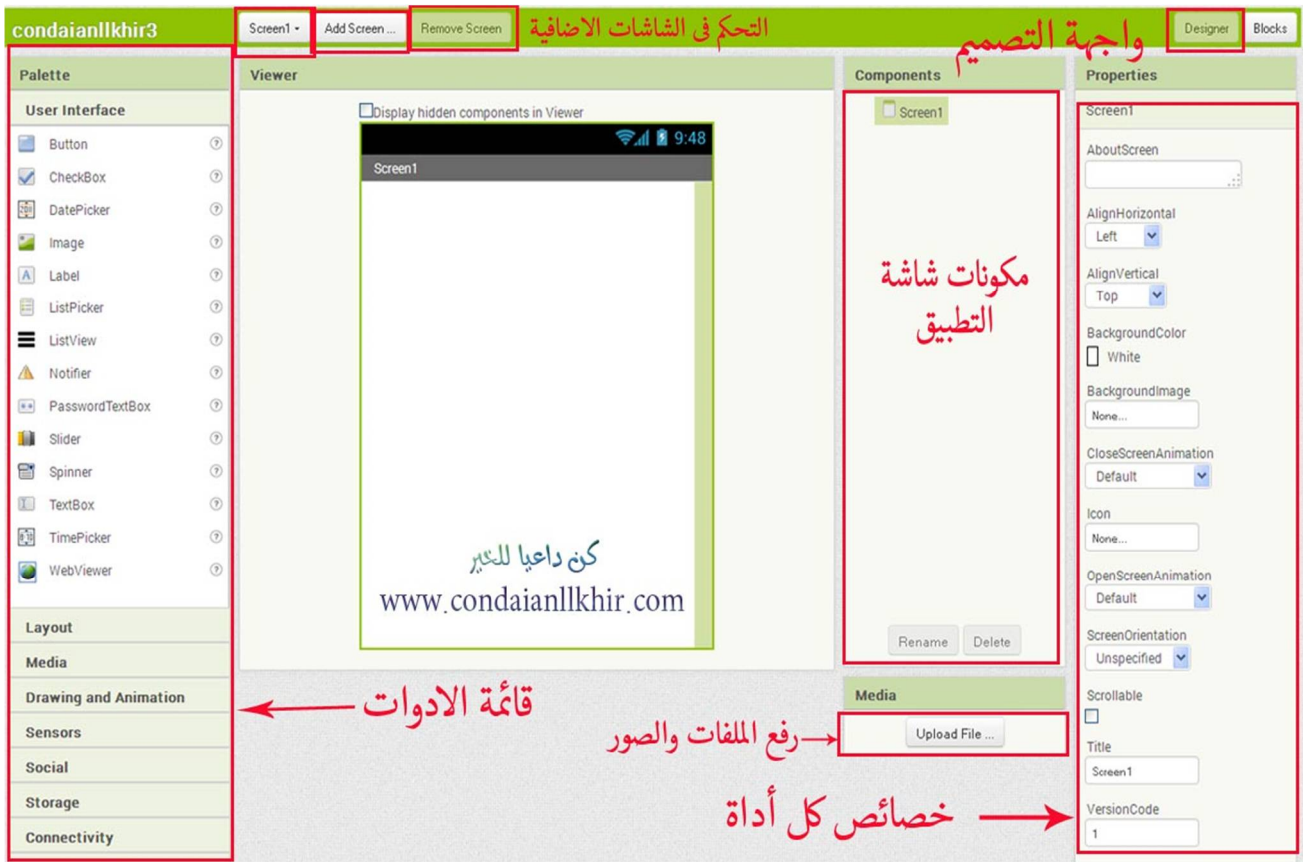 condaianllkhir3
Screen1
Add Screen ...
Remove Screen
التحكم فى الشاشات الاضافية
واجهة التصميم
Designer
Blocks
Palette
User Interface
Button
CheckBox
DatePicker
Image
Label
ListPicker
ListView
Notifier
PasswordTextBox
Slider
Spinner
TextBox
TimePicker
WebViewer
Layout
Media
Drawing and Animation
Sensors
Social
Storage
Connectivity
Viewer
Display hidden components in Viewer
9:48
Screen1
كن داعيا للخير
www.condaianllkhir.com
قائمة الادوات
Components
Screen1
مكونات شاشة
التطبيق
Rename
Delete
Media
Upload File ...
رفع الملفات والصور
خصائص كل أداة
Properties
Screen1
AboutScreen
AlignHorizontal
Left
AlignVertical
Top
BackgroundColor
White
BackgroundImage
None...
CloseScreenAnimation
Default
Icon
None...
OpenScreenAnimation
Default
ScreenOrientation
Unspecified
Scrollable
Title
Screen1
VersionCode
1